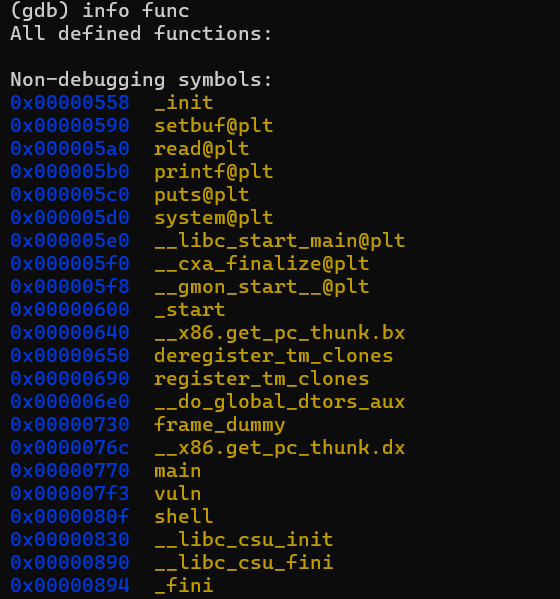 (gdb) info func
All defined functions:
Non-debugging symbols:
0x00000558  _init
0x00000590  setbuf@plt
0x000005a0  read@plt
0x000005b0  printf@plt
0x000005c0  puts@plt
0x000005d0  system@plt
0x000005e0  __libc_start_main@plt
0x000005f0  __cxa_finalize@plt
0x000005f8  __gmon_start__@plt
0x00000600  _start
0x00000640  __x86.get_pc_thunk.bx
0x00000650  deregister_tm_clones
0x00000690  register_tm_clones
0x000006e0  __do_global_dtors_aux
0x00000730  frame_dummy
0x0000076c  __x86.get_pc_thunk.dx
0x00000770  main
0x000007f3  vuln
0x0000080f  shell
0x00000830  __libc_csu_init
0x00000890  __libc_csu_fini
0x00000894  _fini